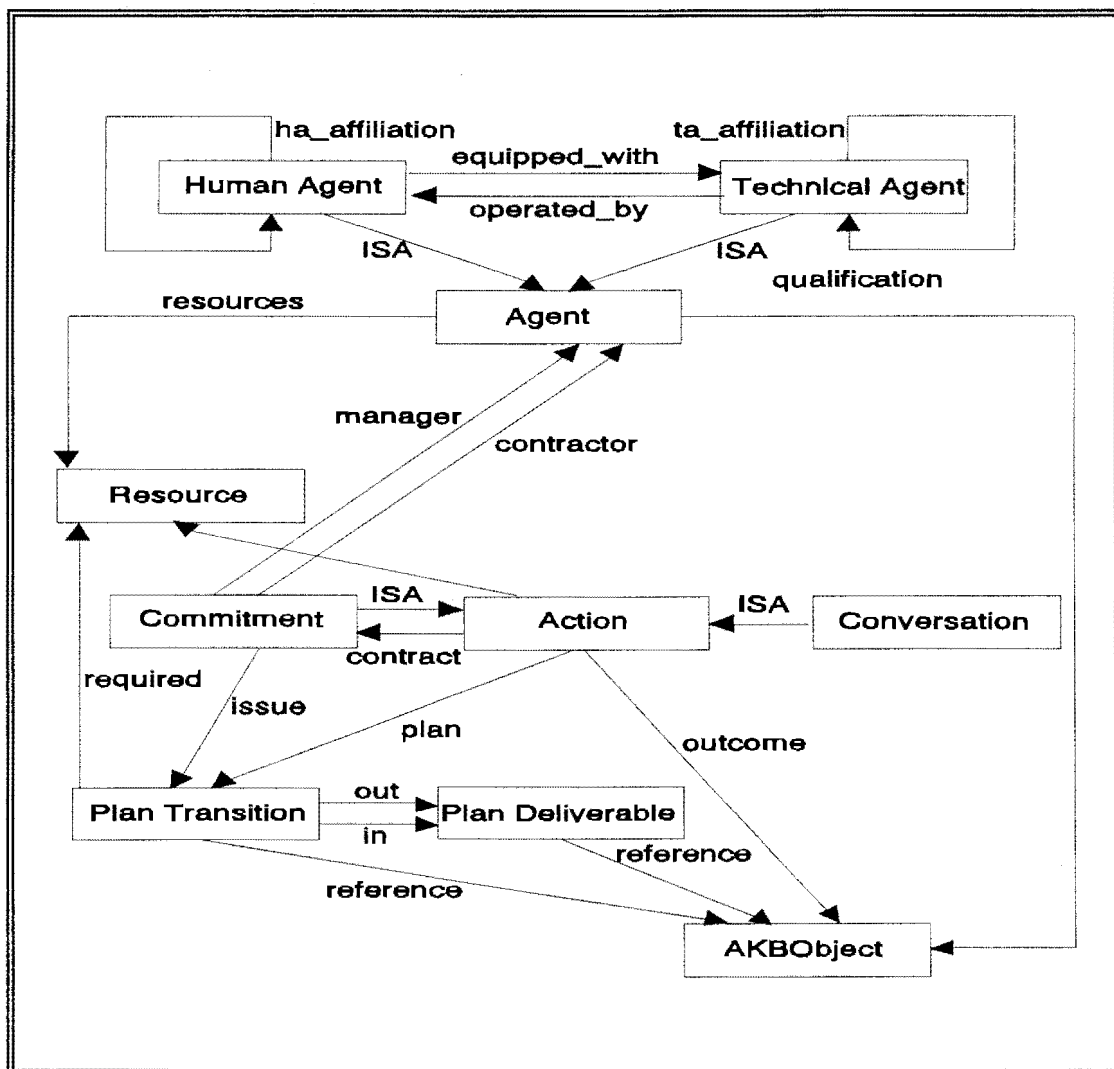 ha_affiliation
ta_affiliation
equipped_with
Human Agent
Technical Agent
operated_by
ISA
ISA
qualification
resources
Agent
manager
contractor
Resource
ISA
ISA
Commitment
Action
Conversation
contract
required
issue
plan
outcome
out
Plan Transition
Plan Deliverable
in
reference
reference
AKBObject